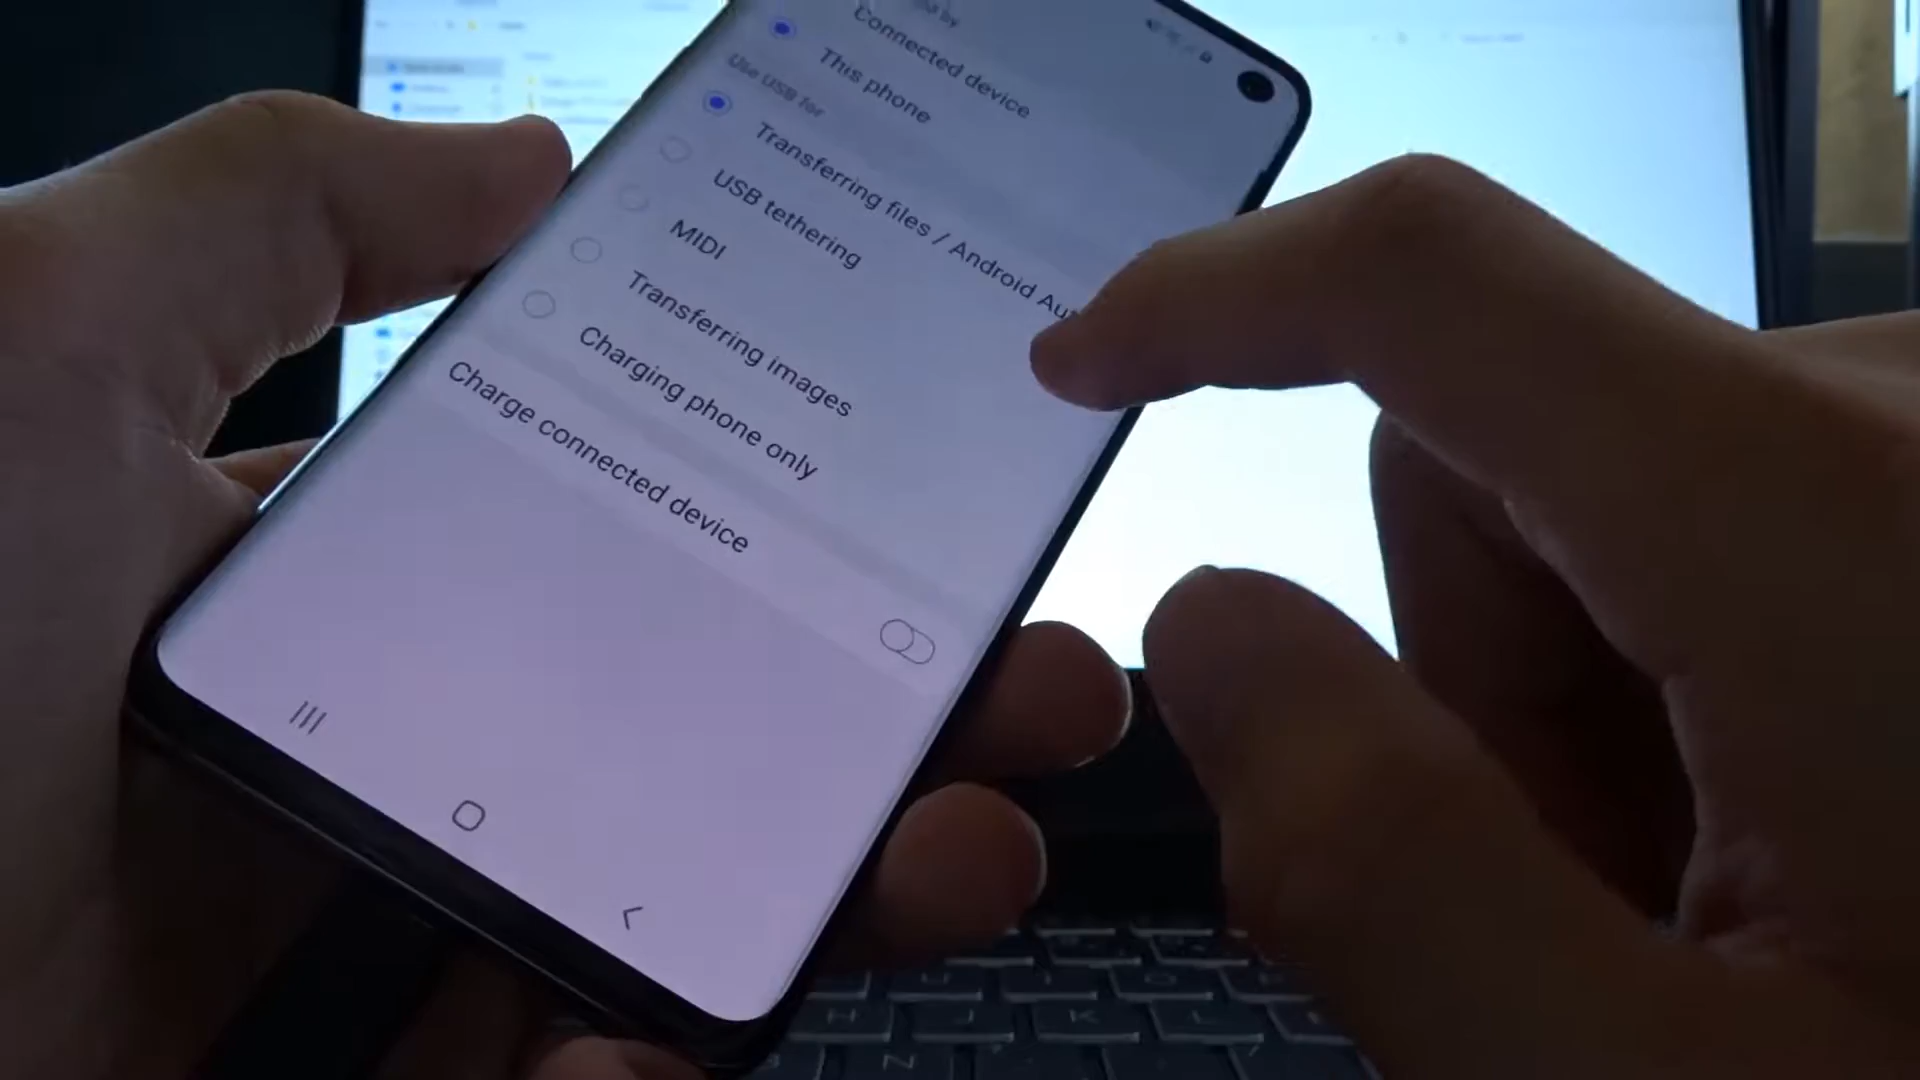 Connected device
This phone
Use USB for
Transferring files / Android Au
USB tethering
MIDI
Transferring images
Charging phone only
Charge connected device
H
J
K
L
N